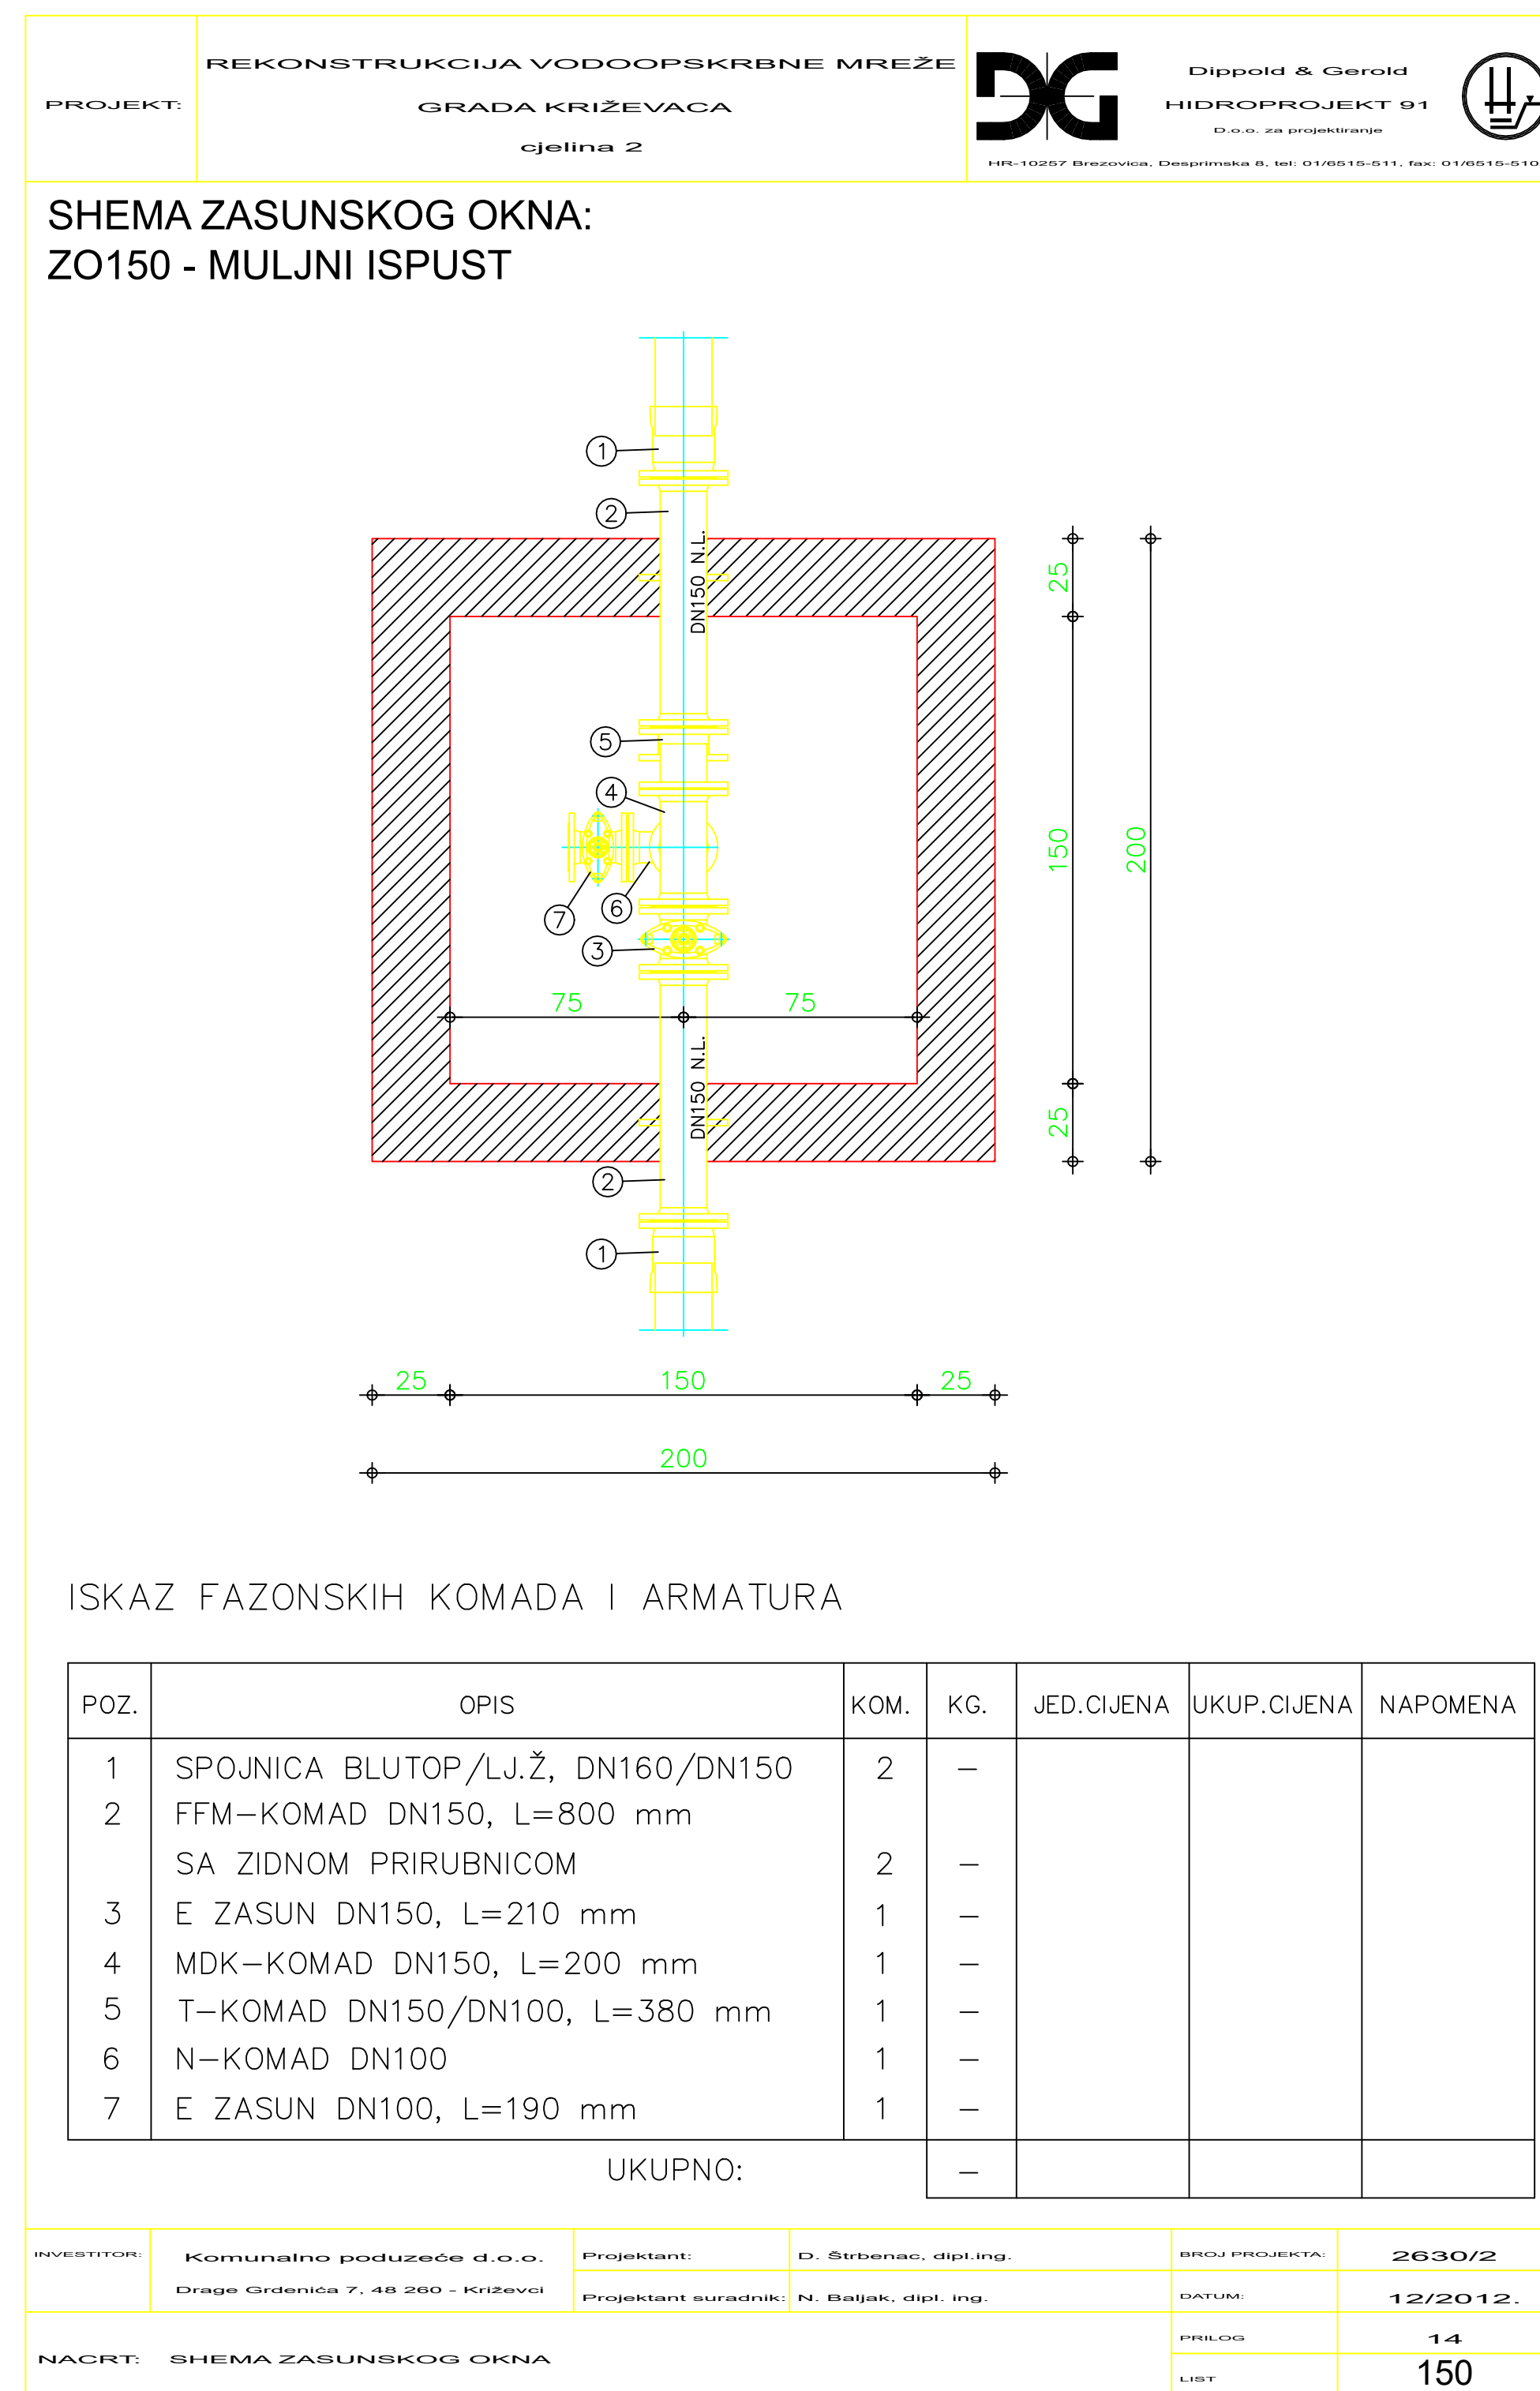 PROJEKT:
REKONSTRUKCIJA VODOOPSKRBNE MREŽE
GRADA KRIŽEVACA
cjelina 2
DG
Dippold & Gerold
HIDROPROJEKT 91
D.o.o. za projektiranje
HR-10257 Brezovica, Desprimska 8, tel: 01/6515-511, fax: 01/6515-510
SHEMA ZASUNSKOG OKNA:
ZO150 - MULJNI ISPUST
1
2
DN150 N.L.
25
5
4
150
200
7
6
3
75 75
DN150 N.L.
25
2
1
25 150 25
200
ISKAZ FAZONSKIH KOMADA I ARMATURA
POZ. OPIS KOM. KG. JED.CIJENA UKUP.CIJENA NAPOMENA
1 SPOJNICA BLUTOP/LJ.Ž, DN160/DN150 2 –
2 FFM–KOMAD DN150, L=800 mm
SA ZIDNOM PRIRUBNICOM 2 –
3 E ZASUN DN150, L=210 mm 1 –
4 MDK–KOMAD DN150, L=200 mm 1 –
5 T–KOMAD DN150/DN100, L=380 mm 1 –
6 N–KOMAD DN100 1 –
7 E ZASUN DN100, L=190 mm 1 –
UKUPNO: –
INVESTITOR:
Komunalno poduzeće d.o.o.
Drage Grdenića 7, 48 260 - Križevci
Projektant: D. Štrbenac, dipl.ing.
Projektant suradnik: N. Baljak, dipl. ing.
BROJ PROJEKTA: 2630/2
DATUM: 12/2012.
PRILOG 14
LIST 150
NACRT: SHEMA ZASUNSKOG OKNA